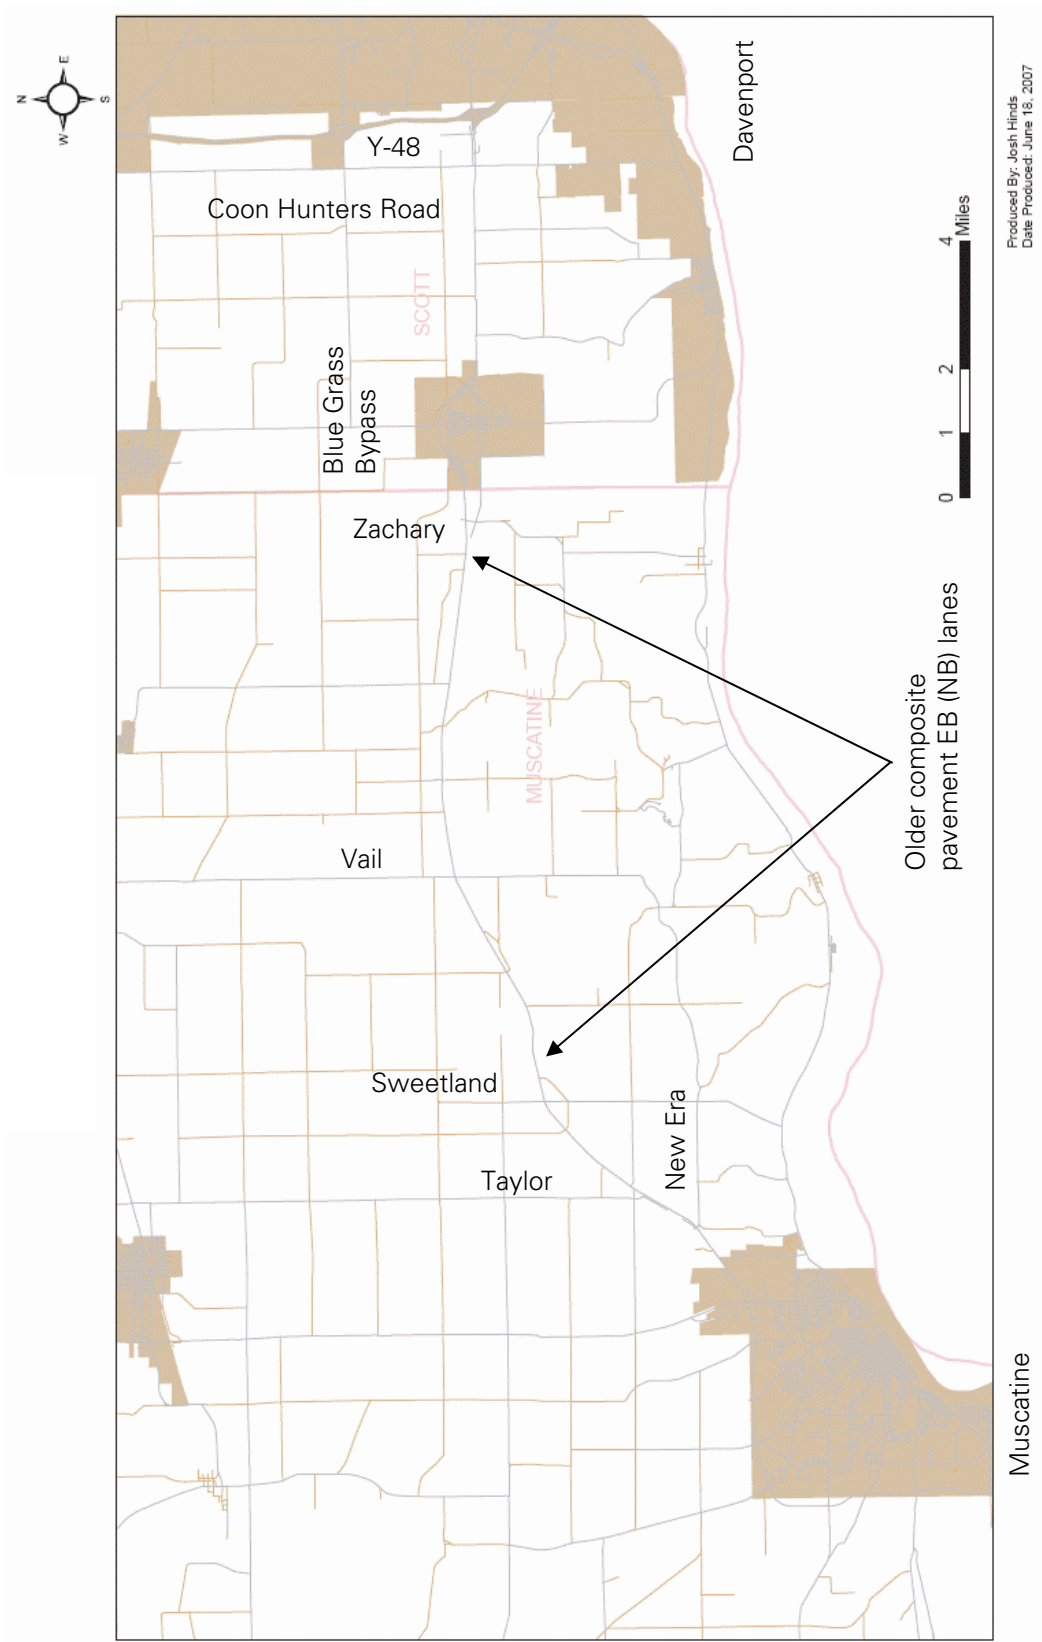 N
E
S
W
Davenport
Produced By: Josh Hinds
Date Produced: June 18, 2007
Y-48
Coon Hunters Road
SCOTT
0 1 2 4
Miles
Blue Grass
Bypass
Zachary
MUSCATINE
Older composite
pavement EB (NB) lanes
Vail
Sweetland
New Era
Taylor
Muscatine